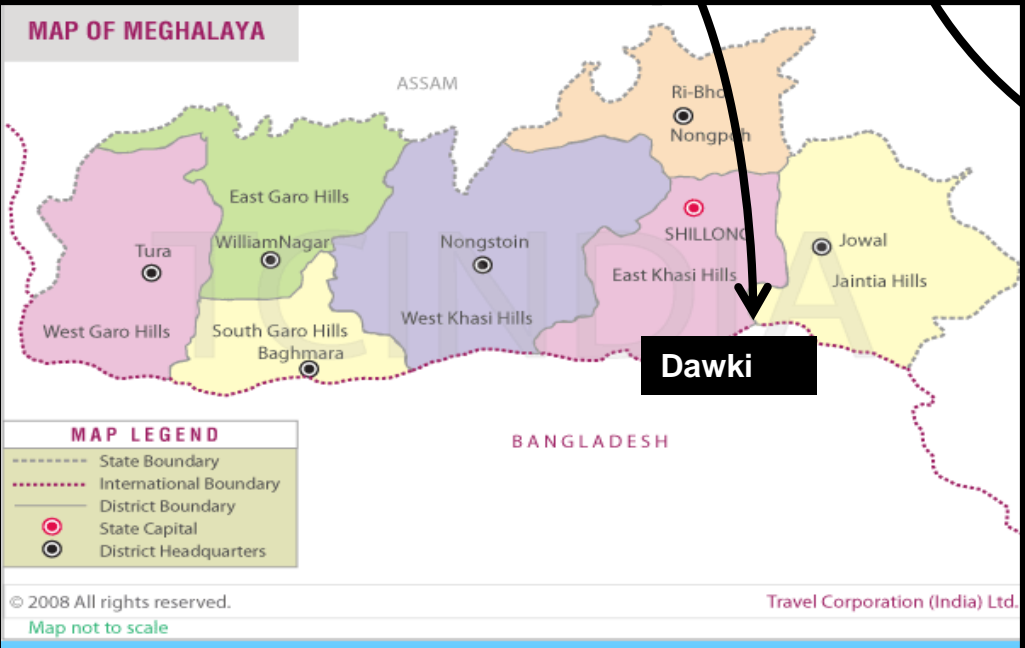 MAP OF MEGHALAYA
ASSAM
Ri-Bho
Nongpoh
East Garo Hills
WilliamNagar
Tura
Nongstoin
SHILLONG
Jowal
East Khasi Hills
Jaintia Hills
West Garo Hills
South Garo Hills
West Khasi Hills
Baghmara
Dawki
TCINDIA
BANGLADESH
MAP LEGEND
State Boundary
International Boundary
District Boundary
State Capital
District Headquarters
© 2008 All rights reserved.
Travel Corporation (India) Ltd.
Map not to scale